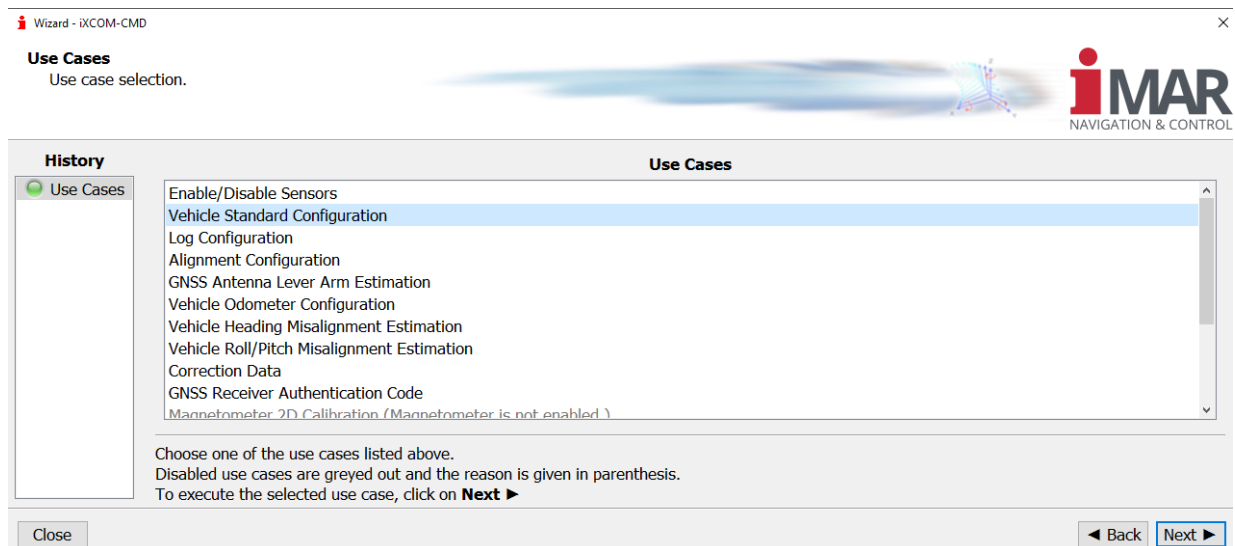 Wizard - iXCOM-CMD
Use Cases
Use case selection.
iMAR
NAVIGATION & CONTROL
History
Use Cases
Use Cases
Enable/Disable Sensors
Vehicle Standard Configuration
Log Configuration
Alignment Configuration
GNSS Antenna Lever Arm Estimation
Vehicle Odometer Configuration
Vehicle Heading Misalignment Estimation
Vehicle Roll/Pitch Misalignment Estimation
Correction Data
GNSS Receiver Authentication Code
Magnetometer 2D Calibration (Magnetometer is not enabled.)
Choose one of the use cases listed above.
Disabled use cases are greyed out and the reason is given in parenthesis.
To execute the selected use case, click on Next ►
Close
◄ Back
Next ►